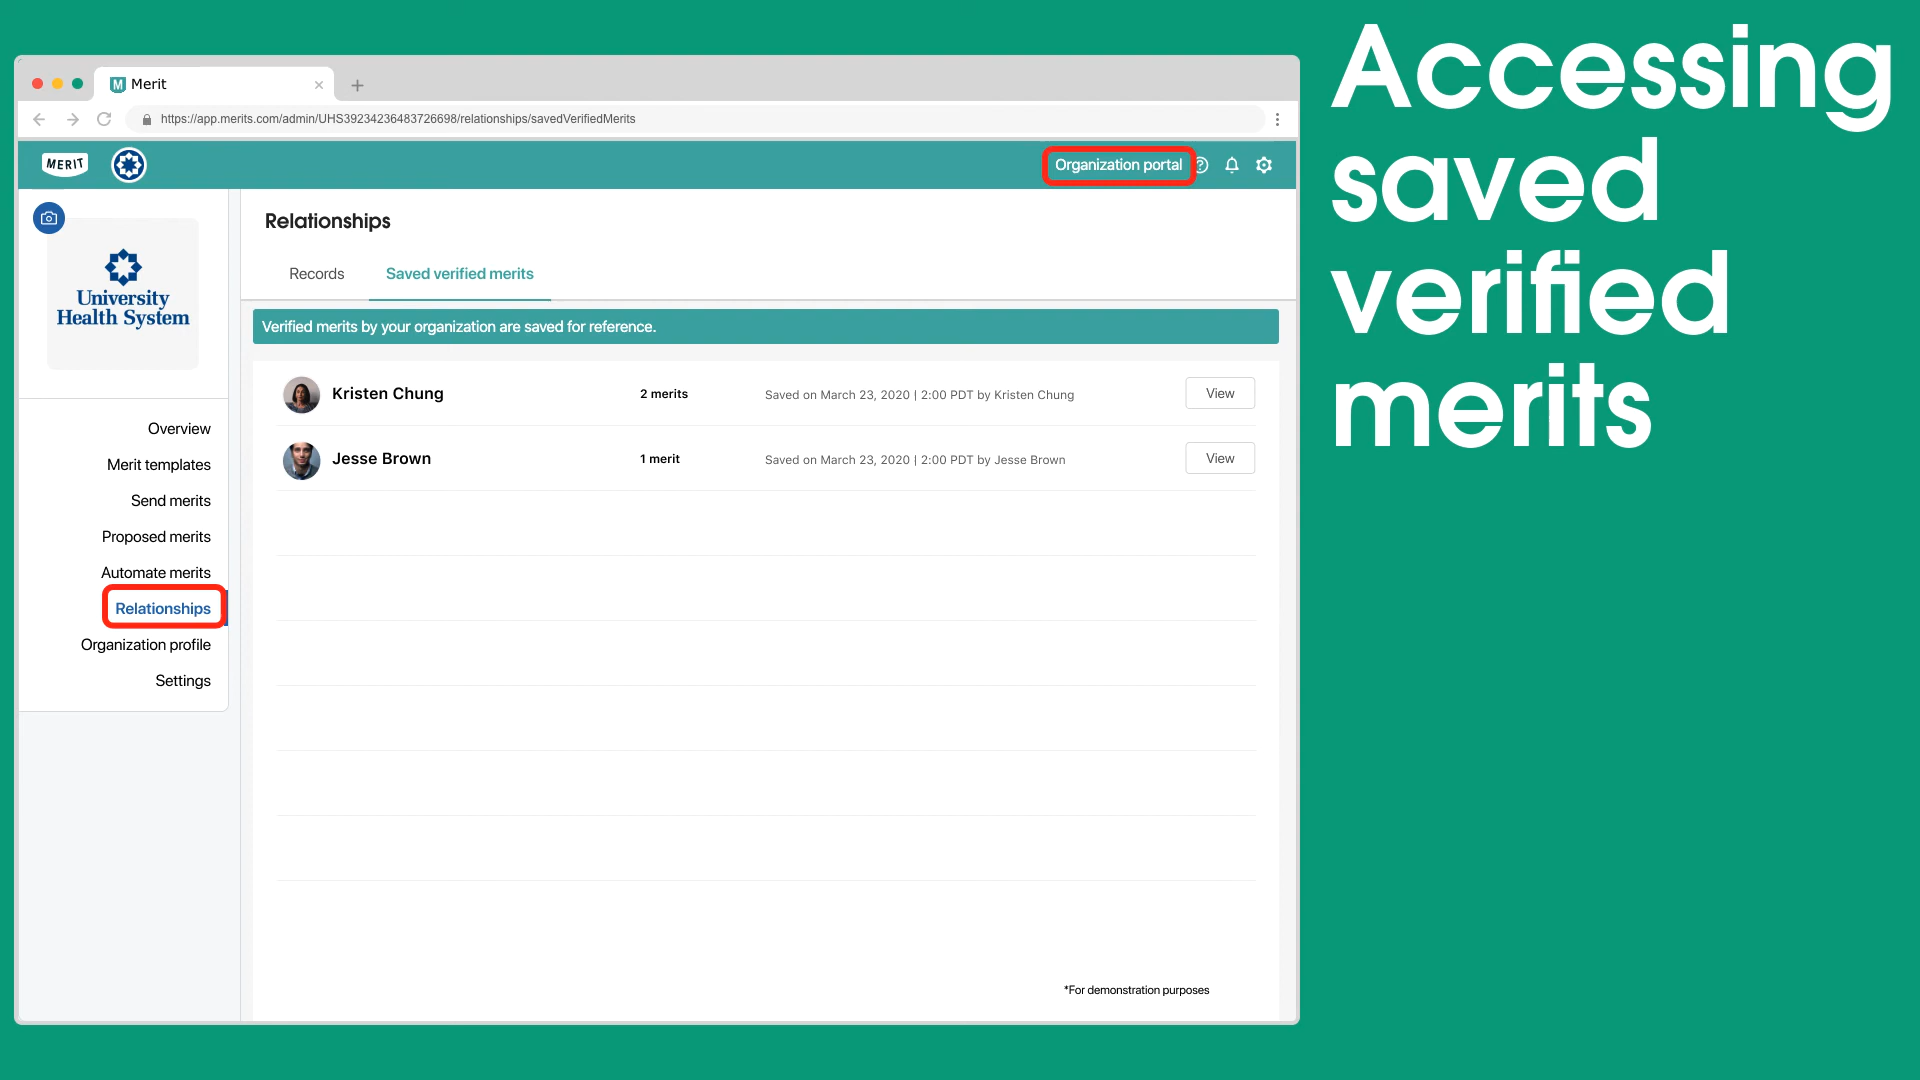 Accessing
saved
verified
merits
M Merit
https://app.merits.com/admin/UHS39234236483726698/relationships/savedVerifiedMerits
MERIT
Organization portal
University
Health System
Overview
Merit templates
Send merits
Proposed merits
Automate merits
Relationships
Organization profile
Settings
Relationships
Records Saved verified merits
Verified merits by your organization are saved for reference.
Kristen Chung 2 merits Saved on March 23, 2020 | 2:00 PDT by Kristen Chung View
Jesse Brown 1 merit Saved on March 23, 2020 | 2:00 PDT by Jesse Brown View
*For demonstration purposes